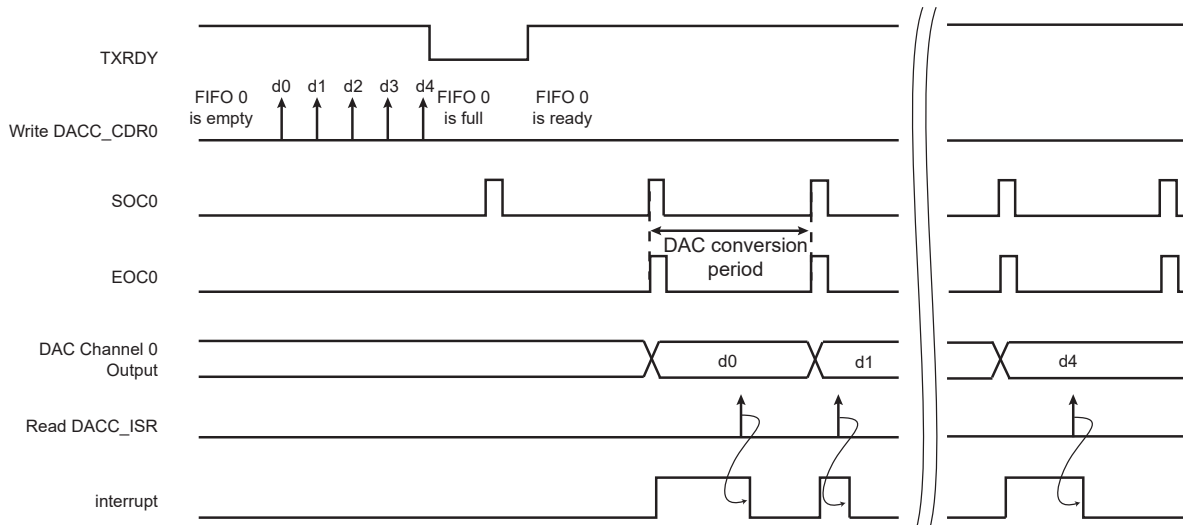 TXRDY
FIFO 0
is empty
d0 d1 d2 d3 d4
FIFO 0
is full
FIFO 0
is ready
Write DACC_CDR0
SOC0
DAC conversion
period
EOC0
DAC Channel 0
Output
d0
d1
d4
Read DACC_ISR
interrupt